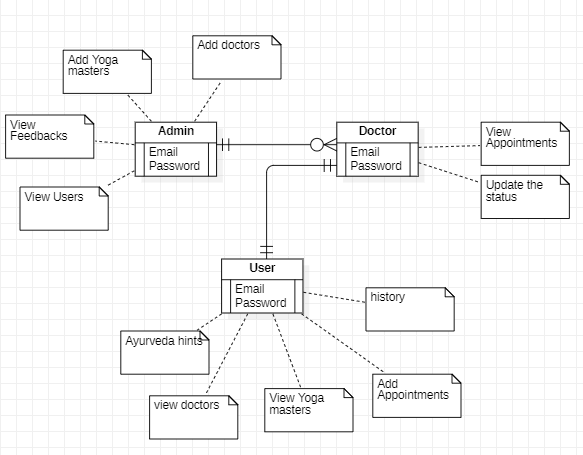 Add doctors
Add Yoga
masters
View
Feedbacks
View Users
Admin
Email
Password
Doctor
Email
Password
View
Appointments
Update the
status
User
Email
Password
history
Ayurveda hints
view doctors
View Yoga
masters
Add
Appointments